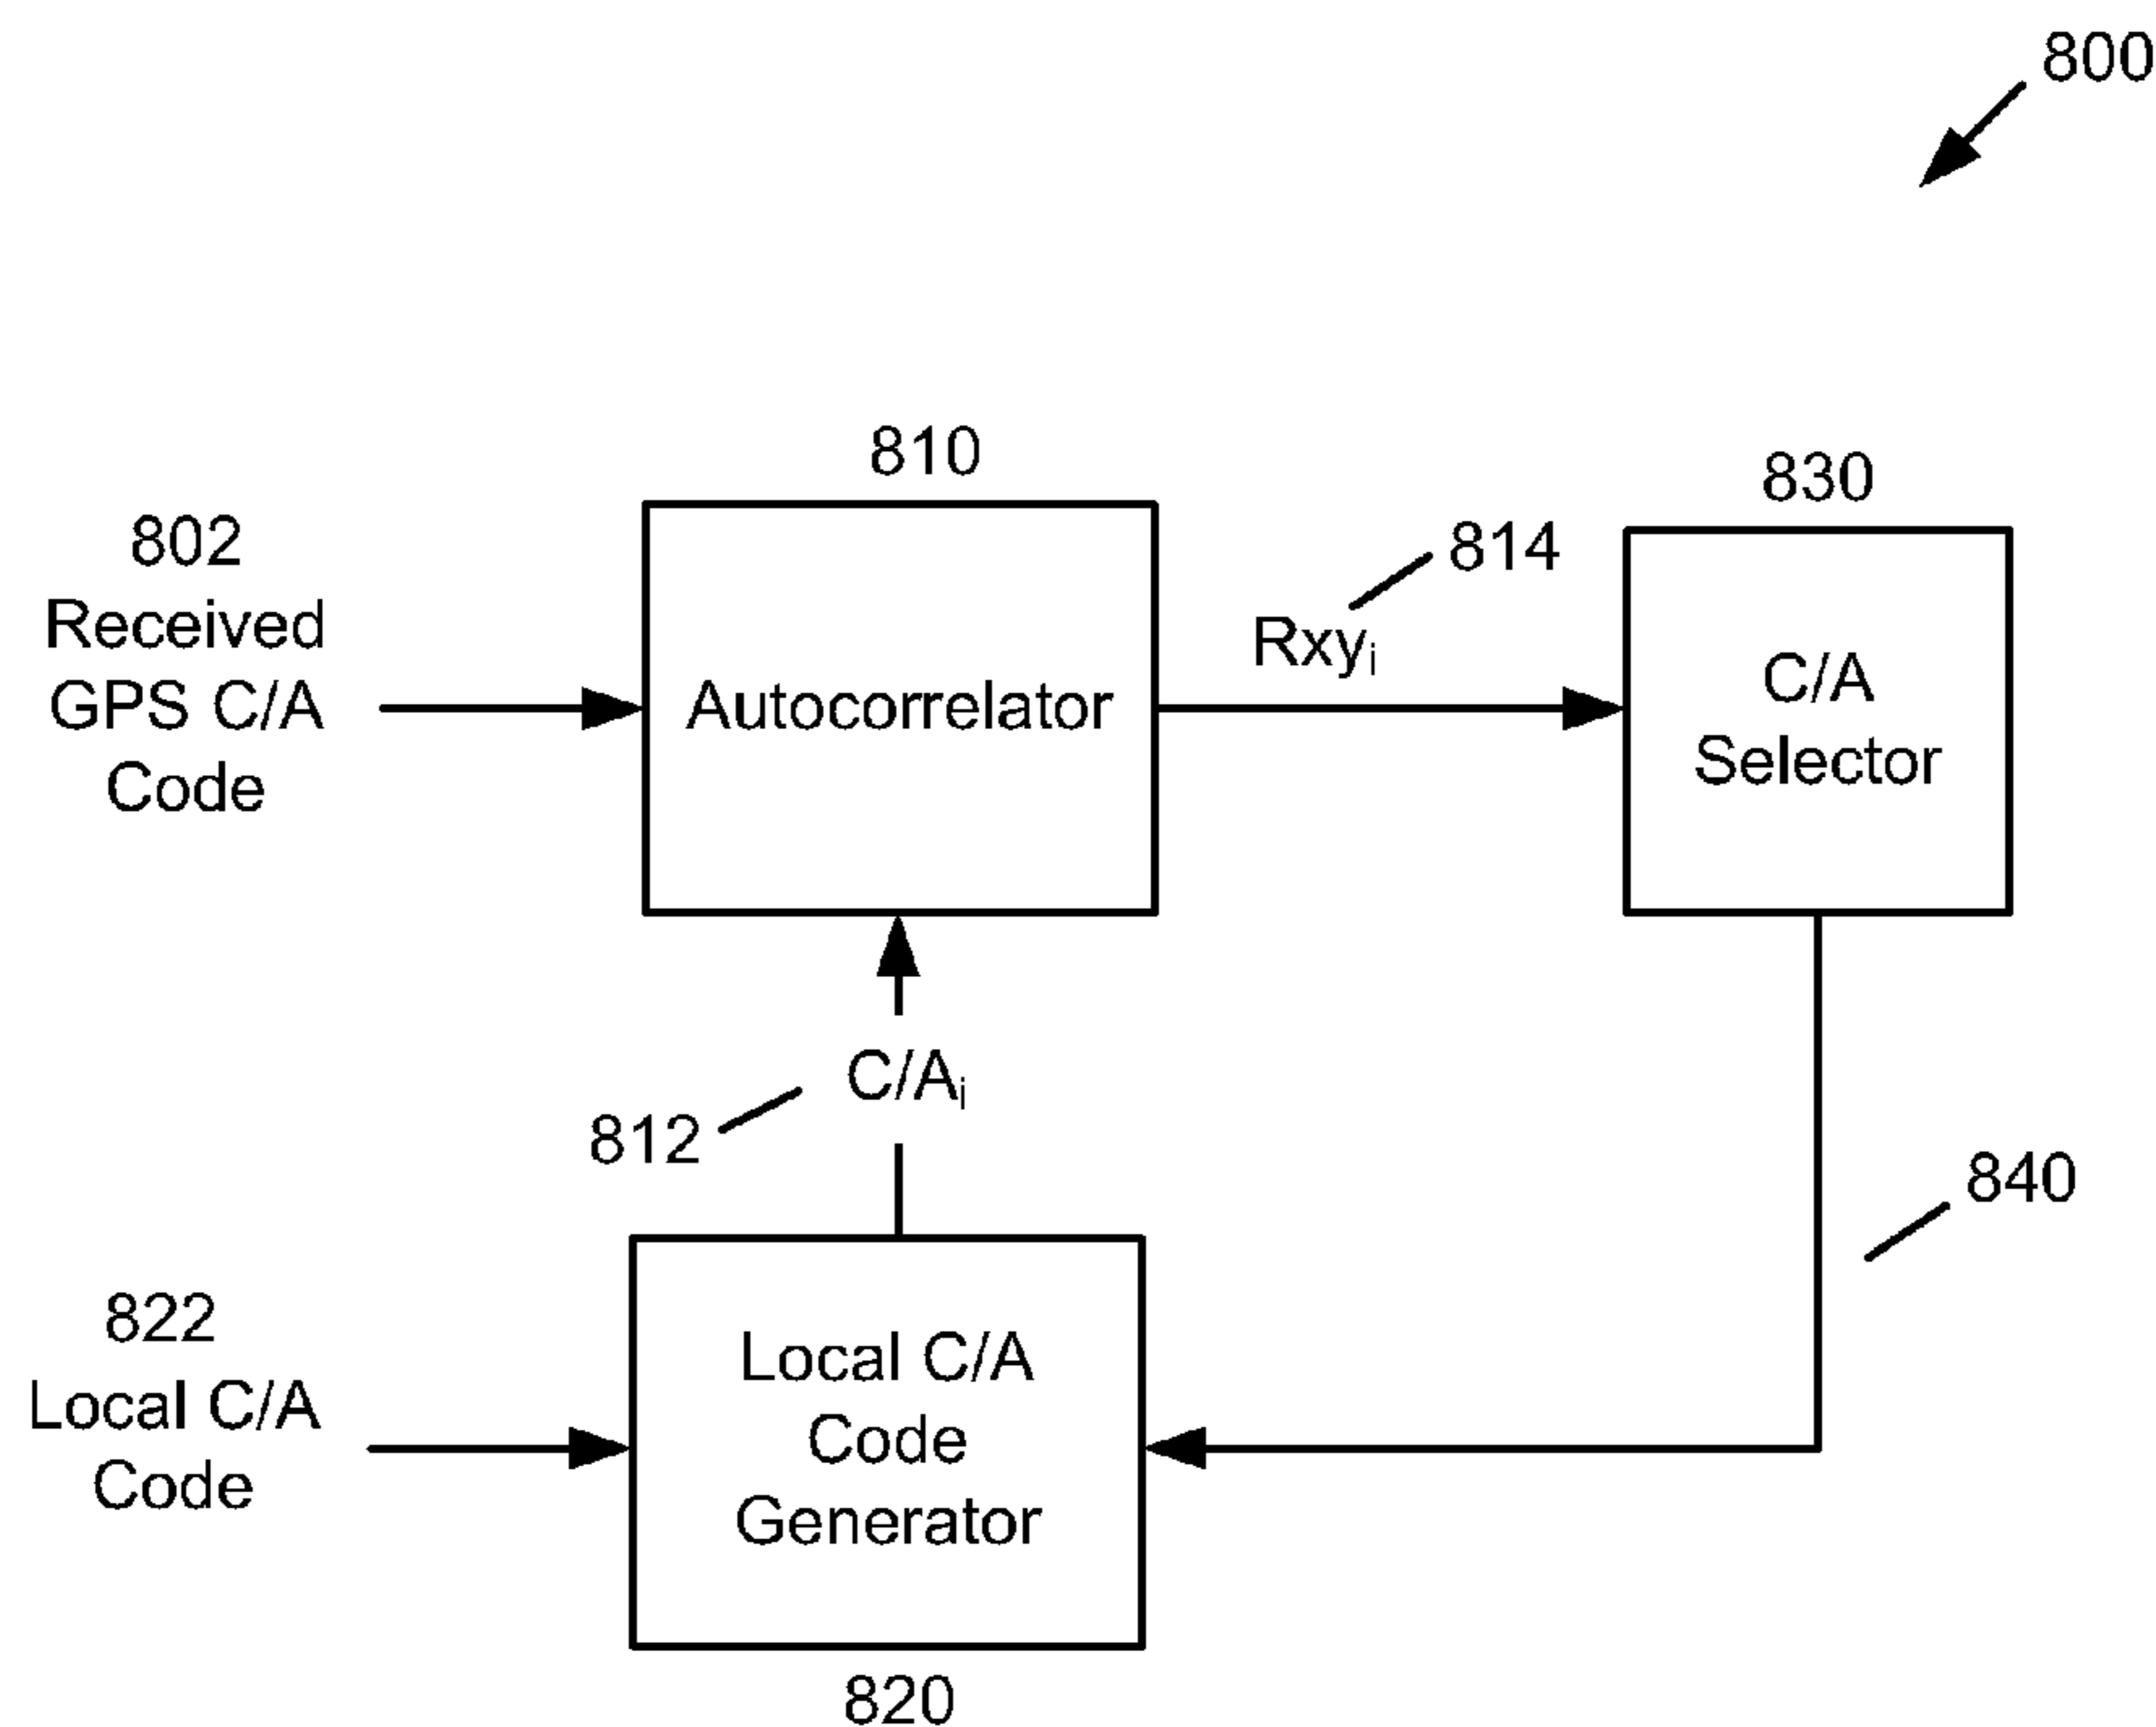 800
810
830
802
Received
GPS C/A
Code
Autocorrelator
814
Rxyi
C/A
Selector
C/Ai
812
840
822
Local C/A
Code
Local C/A
Code
Generator
820